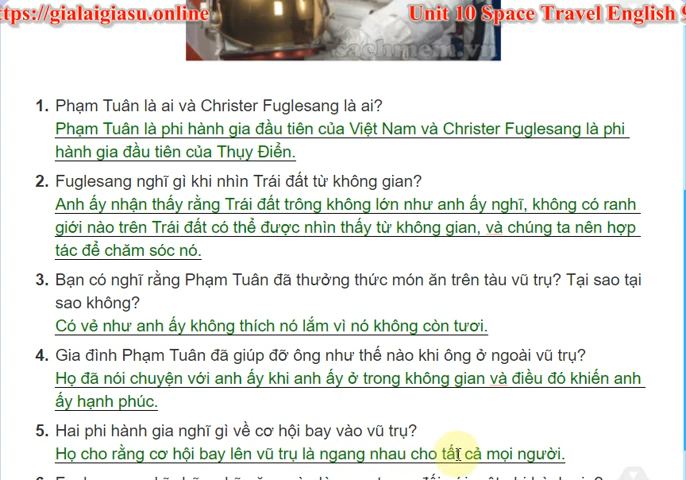 ttps://gialaigiasu.online Unit 10 Space Travel English 9
sachmem.vn
1. Phạm Tuân là ai và Christer Fuglesang là ai?
Phạm Tuân là phi hành gia đầu tiên của Việt Nam và Christer Fuglesang là phi
hành gia đầu tiên của Thụy Điển.
2. Fuglesang nghĩ gì khi nhìn Trái đất từ không gian?
Anh ấy nhận thấy rằng Trái đất trông không lớn như anh ấy nghĩ, không có ranh
giới nào trên Trái đất có thể được nhìn thấy từ không gian, và chúng ta nên hợp
tác để chăm sóc nó.
3. Bạn có nghĩ rằng Phạm Tuân đã thưởng thức món ăn trên tàu vũ trụ? Tại sao tại
sao không?
Có vẻ như anh ấy không thích nó lắm vì nó không còn tươi.
4. Gia đình Phạm Tuân đã giúp đỡ ông như thế nào khi ông ở ngoài vũ trụ?
Họ đã nói chuyện với anh ấy khi anh ấy ở trong không gian và điều đó khiến anh
ấy hạnh phúc.
5. Hai phi hành gia nghĩ gì về cơ hội bay vào vũ trụ?
Họ cho rằng cơ hội bay lên vũ trụ là ngang nhau cho tất cả mọi người.